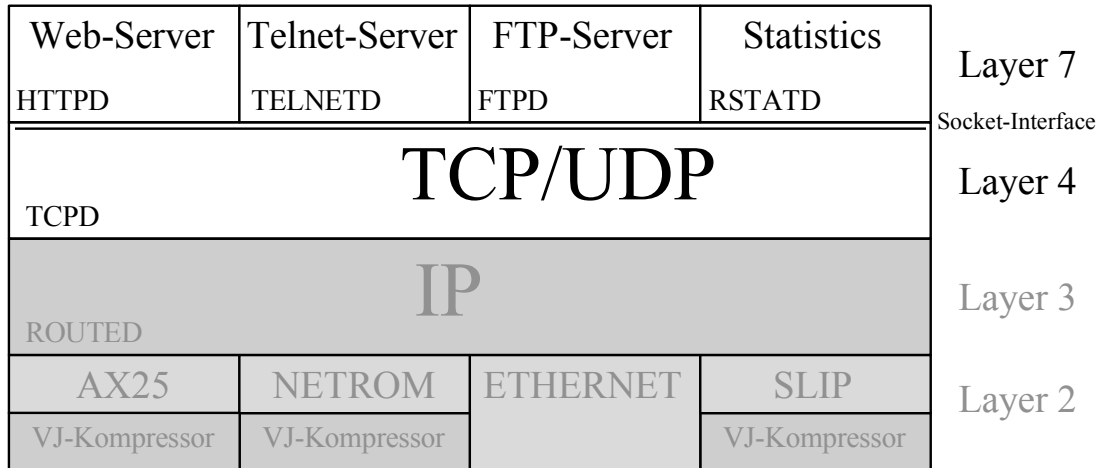 Web-Server Telnet-Server FTP-Server Statistics
Layer 7
HTTPD TELNETD FTPD RSTATD
Socket-Interface
TCP/UDP
Layer 4
TCPD
IP
Layer 3
ROUTED
AX25 NETROM ETHERNET SLIP
Layer 2
VJ-Kompressor VJ-Kompressor VJ-Kompressor